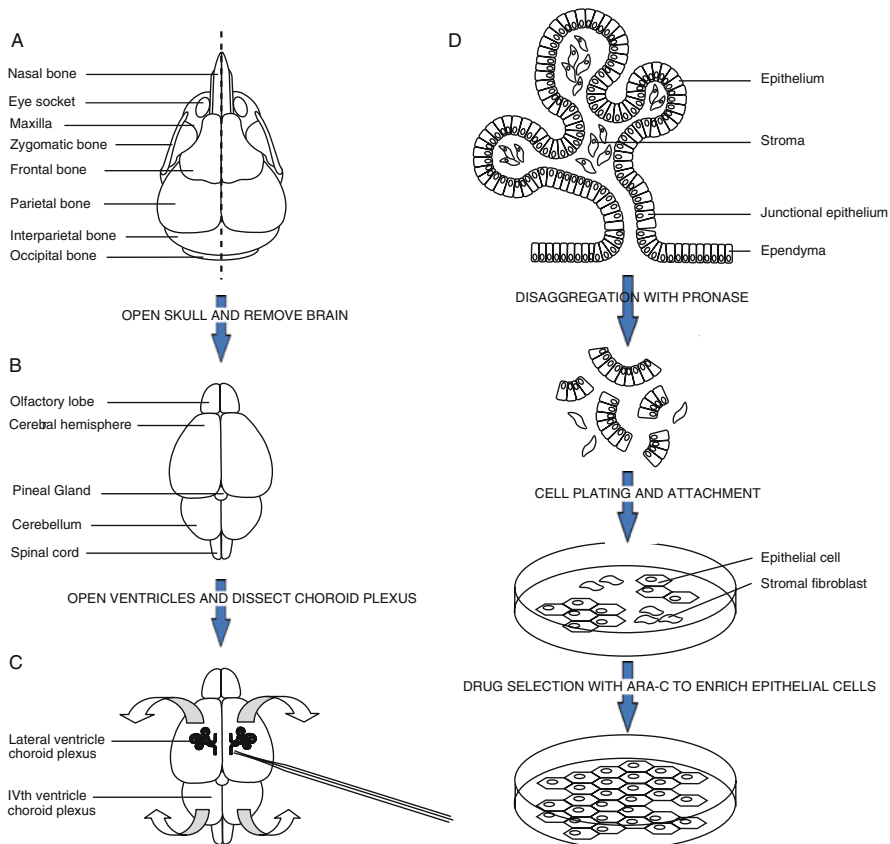 A
Nasal bone
Eye socket
Maxilla
Zygomatic bone
Frontal bone
Parietal bone
Interparietal bone
Occipital bone
OPEN SKULL AND REMOVE BRAIN
B
Olfactory lobe
Cerebral hemisphere
Pineal Gland
Cerebellum
Spinal cord
OPEN VENTRICLES AND DISSECT CHOROID PLEXUS
C
Lateral ventricle
choroid plexus
IVth ventricle
choroid plexus
D
Epithelium
Stroma
Junctional epithelium
Ependyma
DISAGGREGATION WITH PRONASE
CELL PLATING AND ATTACHMENT
Epithelial cell
Stromal fibroblast
DRUG SELECTION WITH ARA-C TO ENRICH EPITHELIAL CELLS